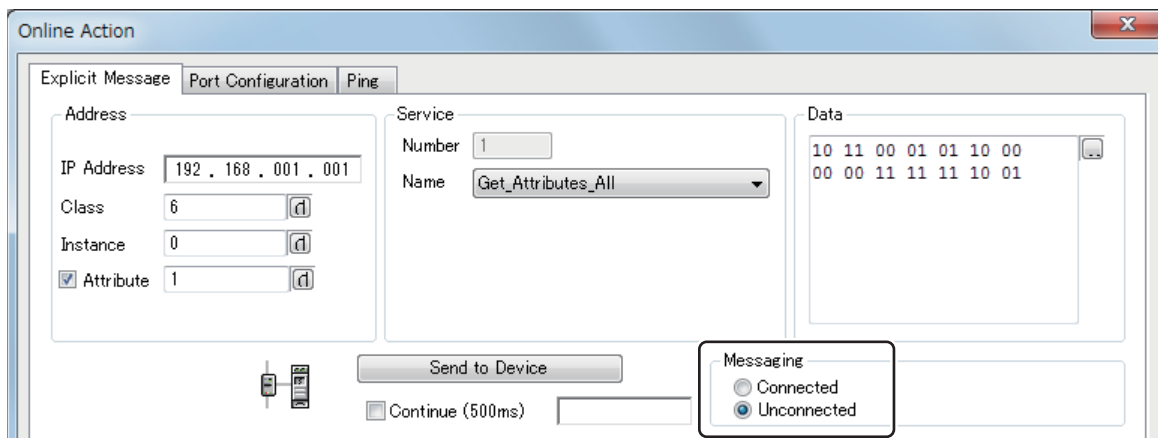 Online Action
Explicit Message Port Configuration Ping
Address
IP Address 192 . 168 . 001 . 001
Class 6 d
Instance 0 d
Attribute 1 d
Service
Number 1
Name Get_Attributes_All
Data
10 11 00 01 01 10 00
00 00 11 11 11 10 01
...
Send to Device
Continue (500ms)
Messaging
Connected
Unconnected